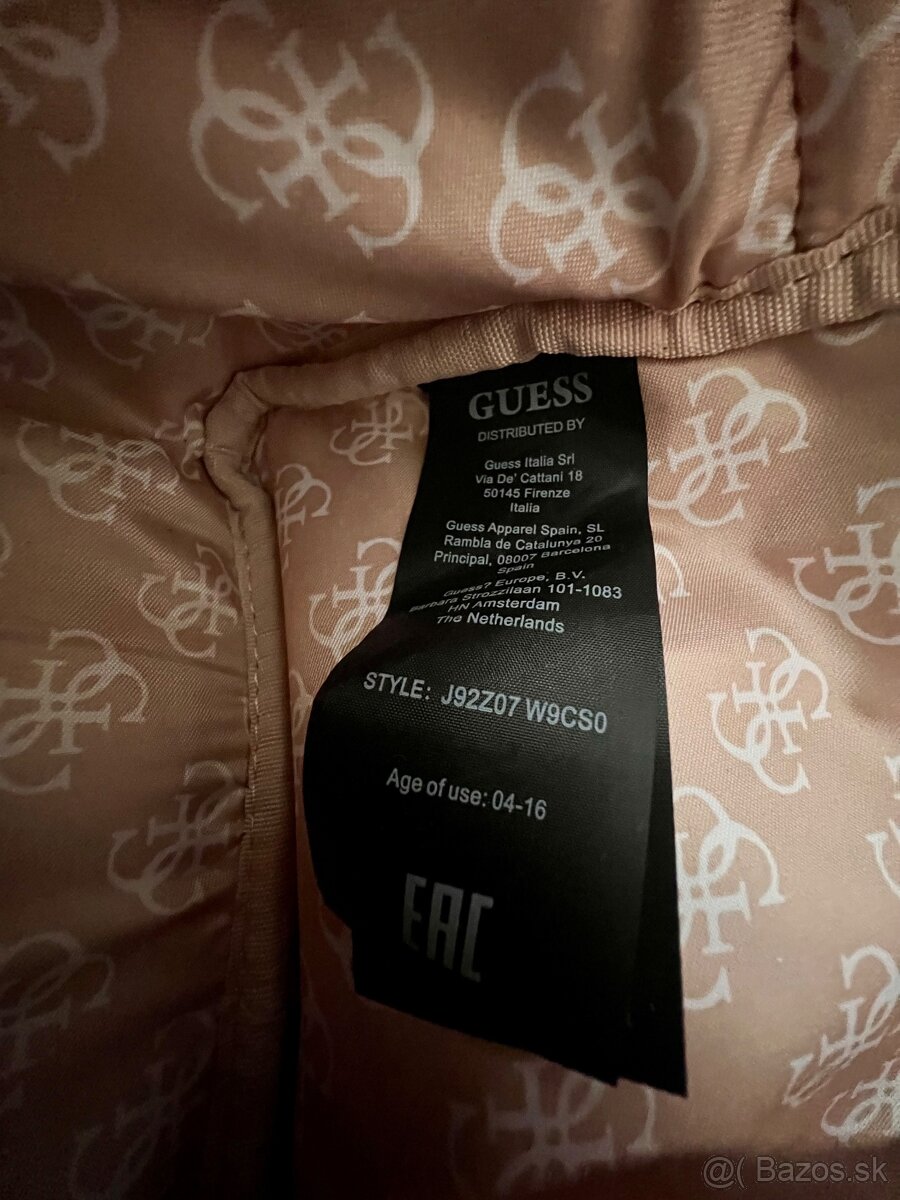 GUESS
DISTRIBUTED BY
Guess Italia Srl
Via De' Cattani 18
50145 Firenze
Italia
Guess Apparel Spain, SL
Rambla de Catalunya 20
Principal, 08007 Barcelona
Spain
Guess? Europe, B.V.
Barbara Strozzilaan 101-1083
HN Amsterdam
The Netherlands
STYLE: J92Z07 W9CS0
Age of use: 04-16
EAC
@( Bazos.sk